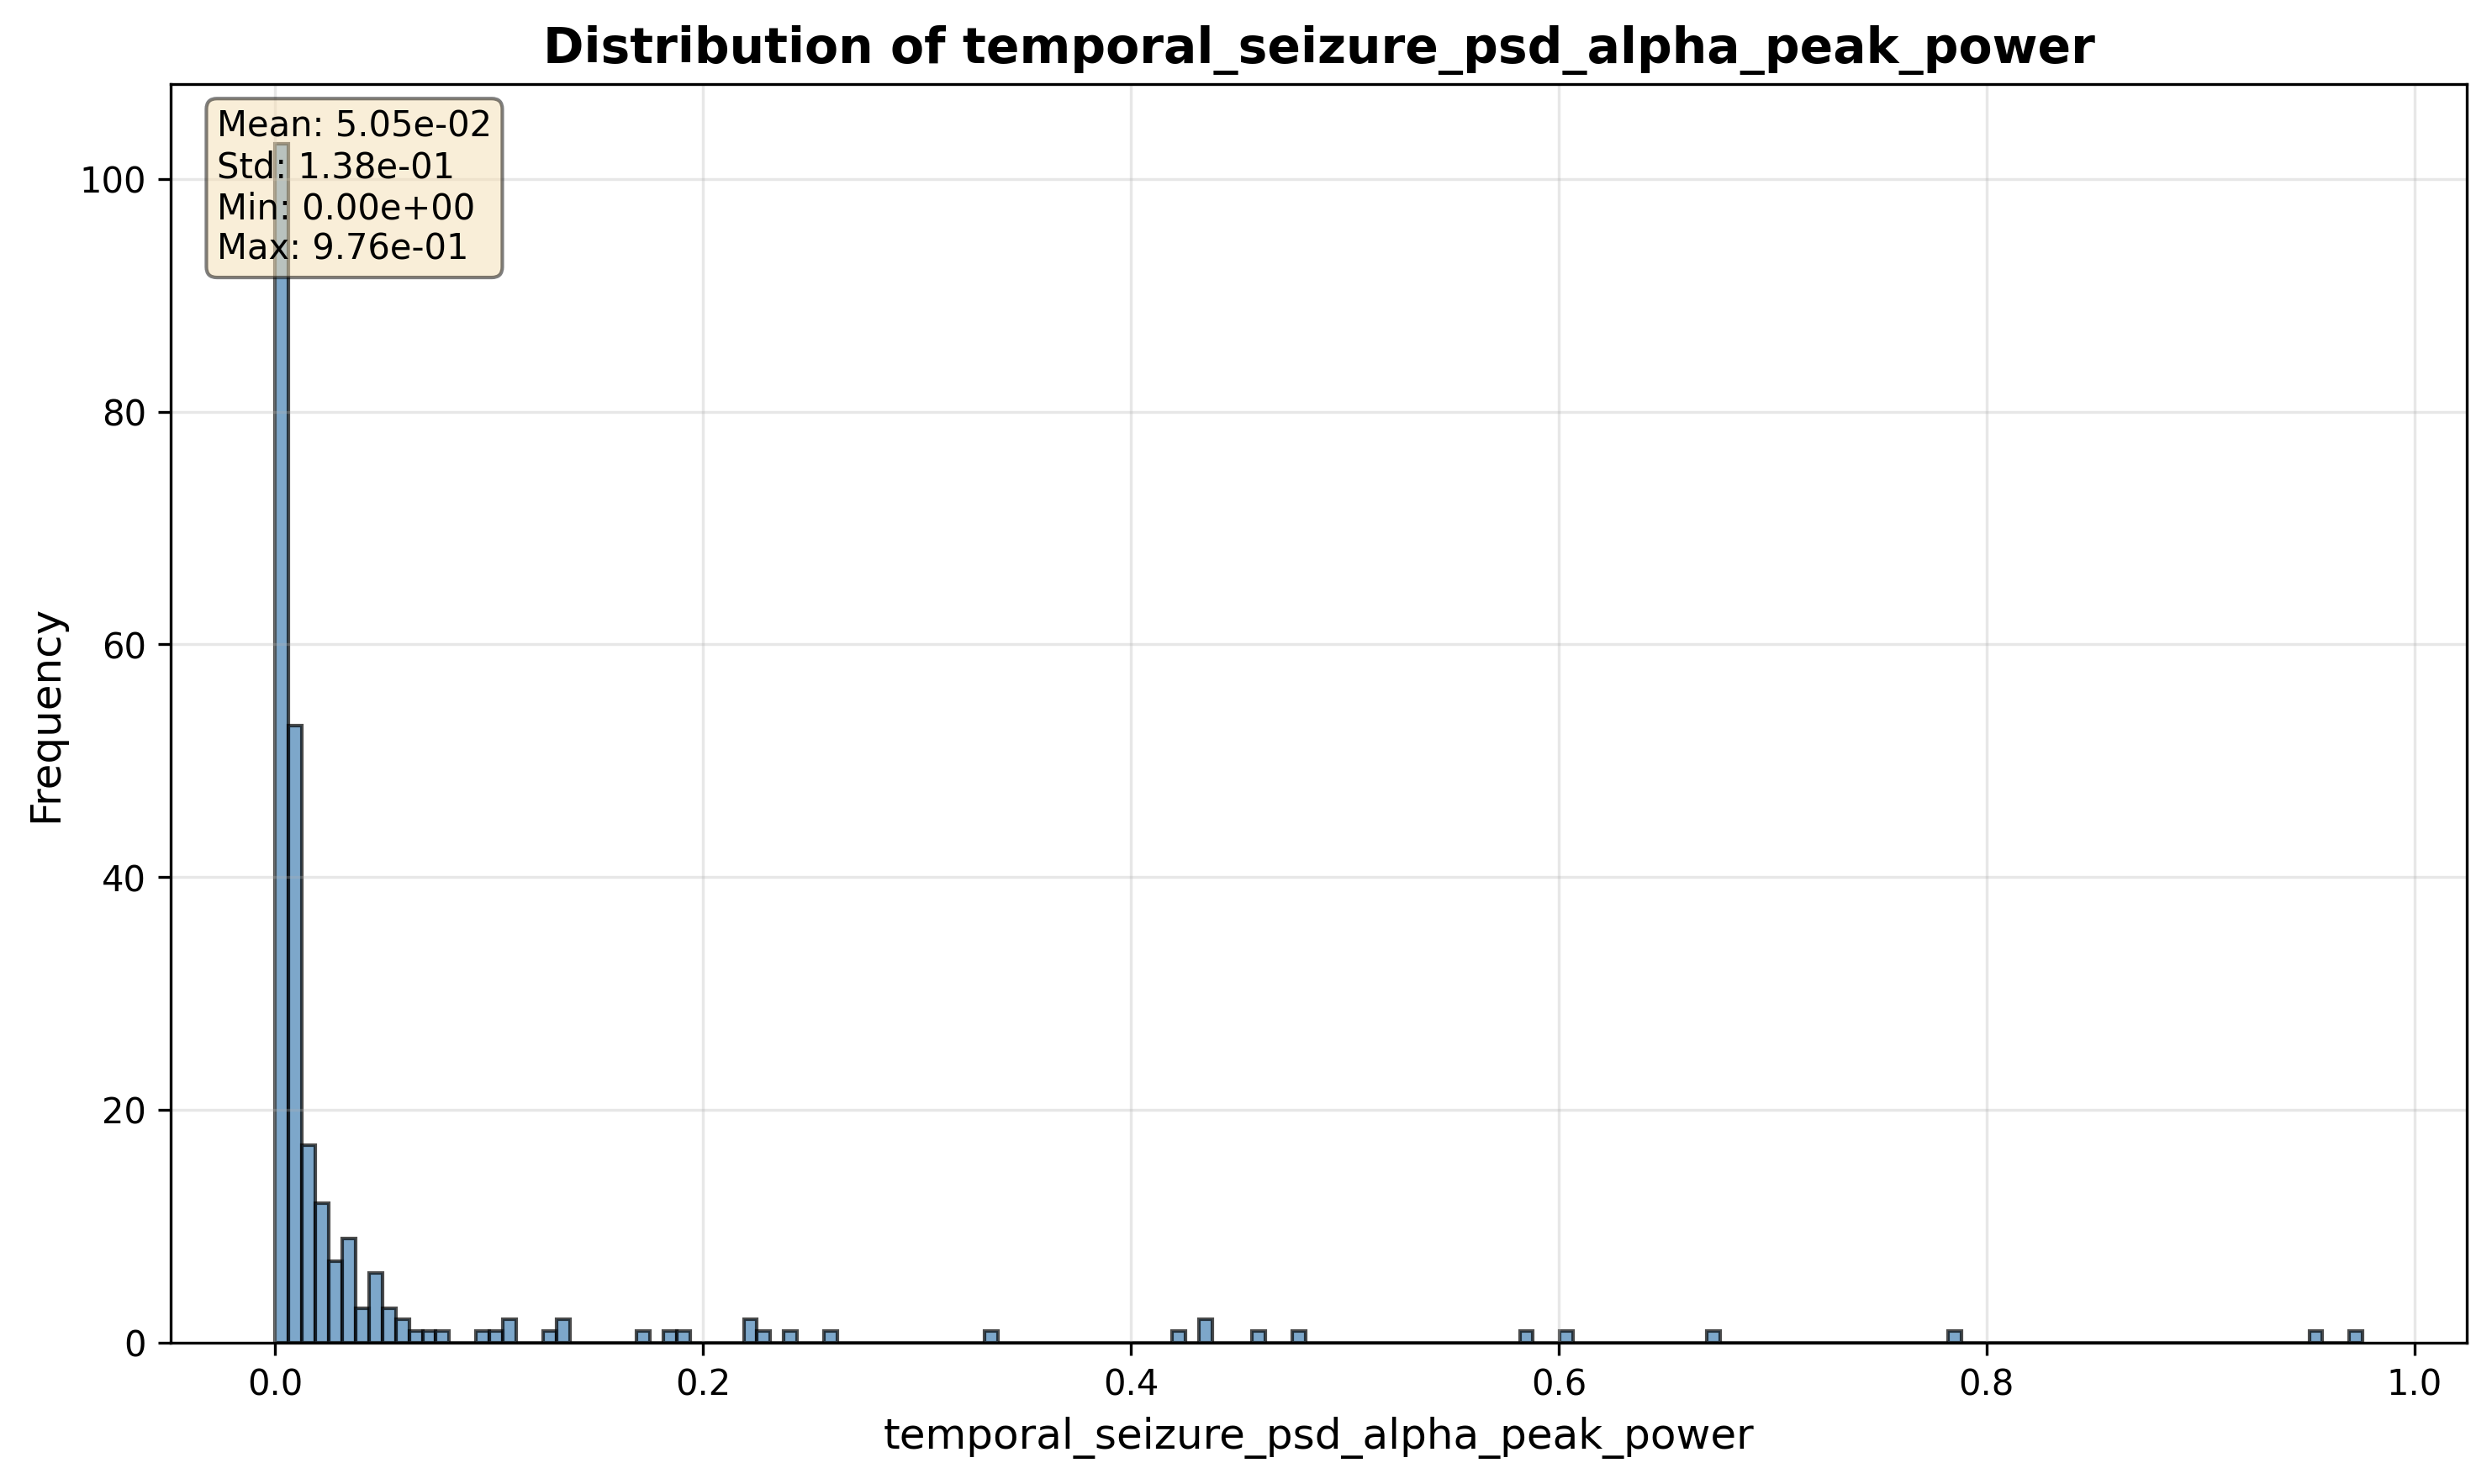 Distribution of temporal_seizure_psd_alpha_peak_power
Mean: 5.05e-02
Std: 1.38e-01
Min: 0.00e+00
Max: 9.76e-01
Frequency
100
80
60
40
20
0
0.0 0.2 0.4 0.6 0.8 1.0
temporal_seizure_psd_alpha_peak_power